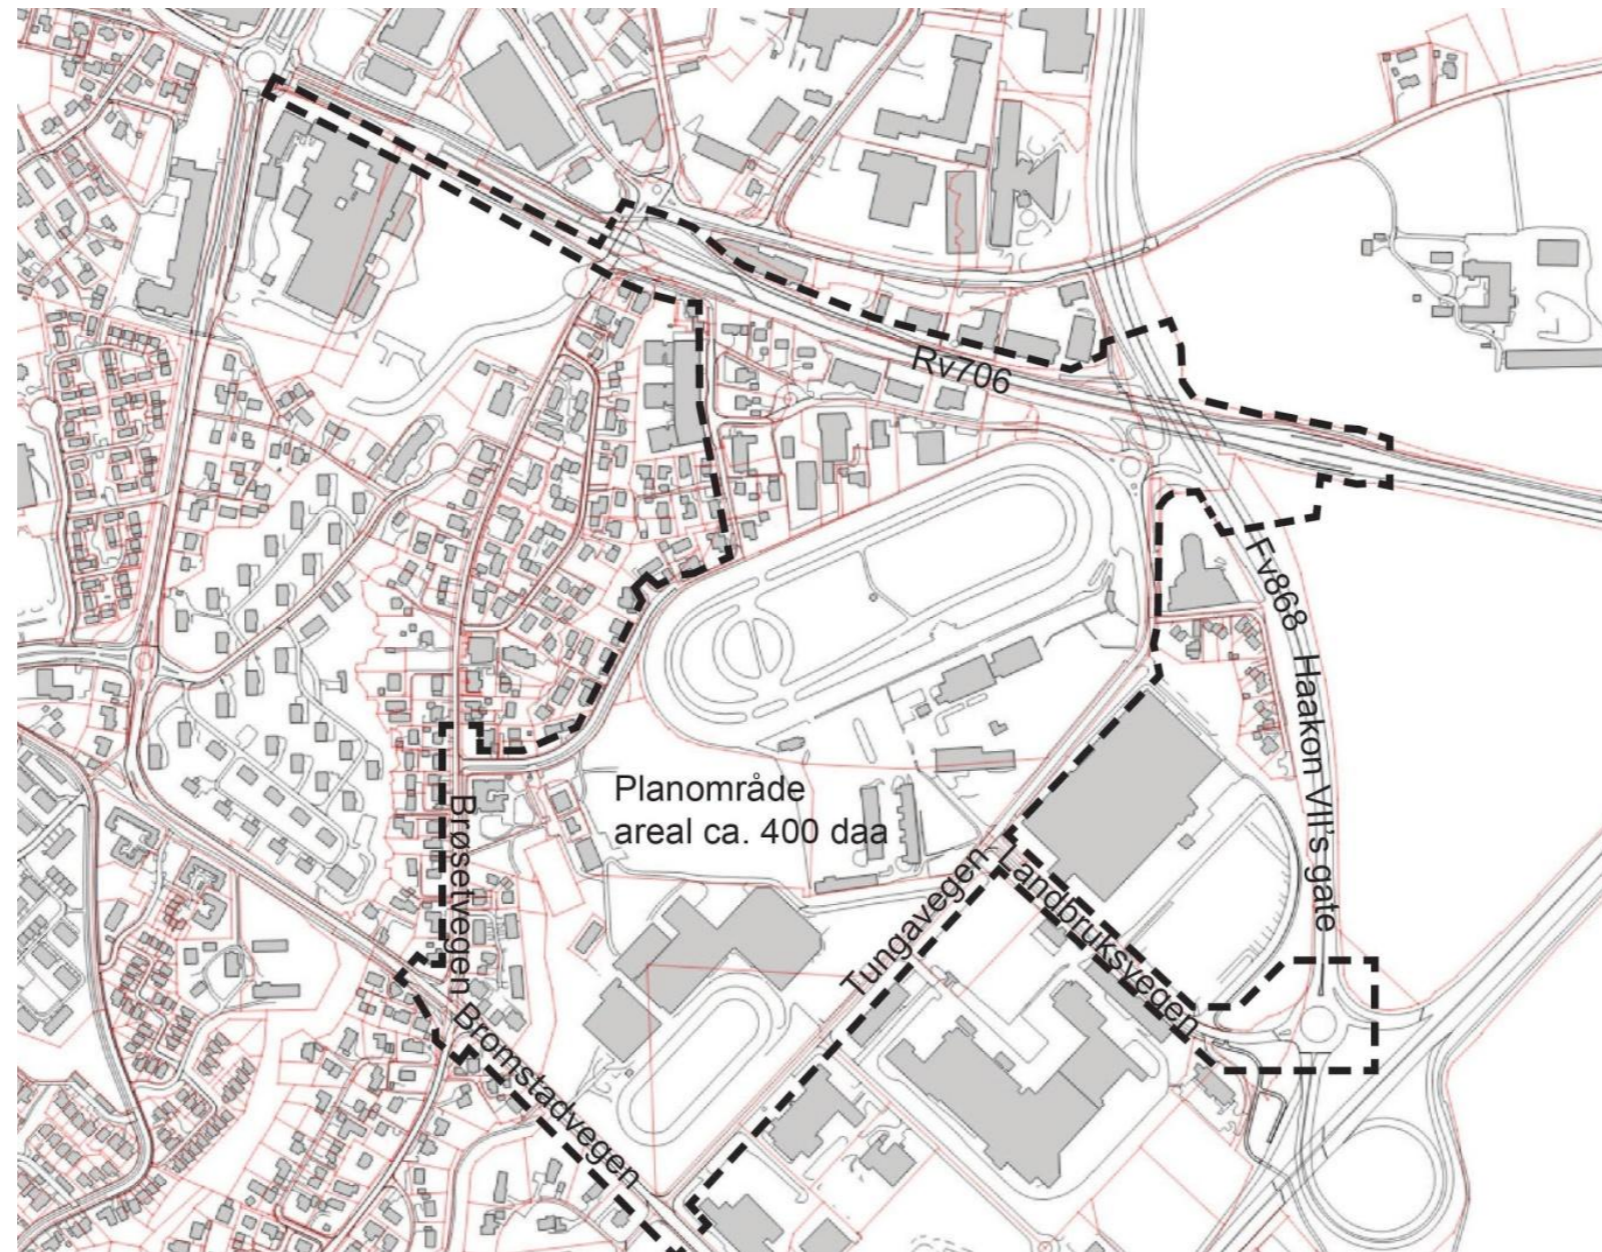 Rv706
Fv868
Haakon VII's gate
Planområde
areal ca. 400 daa
Brøsetvegen
Tungavegen
Landbruksvegen
Bromstadvegen